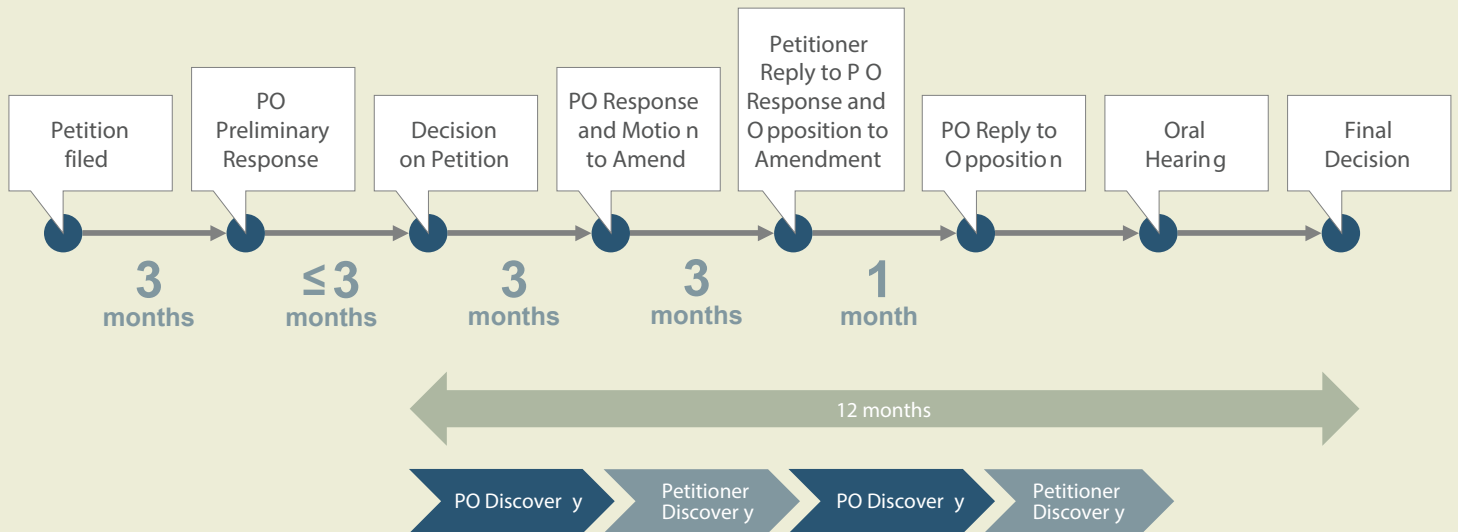 Petition
filed
PO
Preliminary
Response
Decision
on Petition
PO Response
and Motio n
to Amend
Petitioner
Reply to P O
Response and
O pposition to
Amendment
PO Reply to
O ppositio n
Oral
Hearin g
Final
Decision
3
months
≤ 3
months
3
months
3
months
1
month
12 months
PO Discover y
Petitioner
Discover y
PO Discover y
Petitioner
Discover y